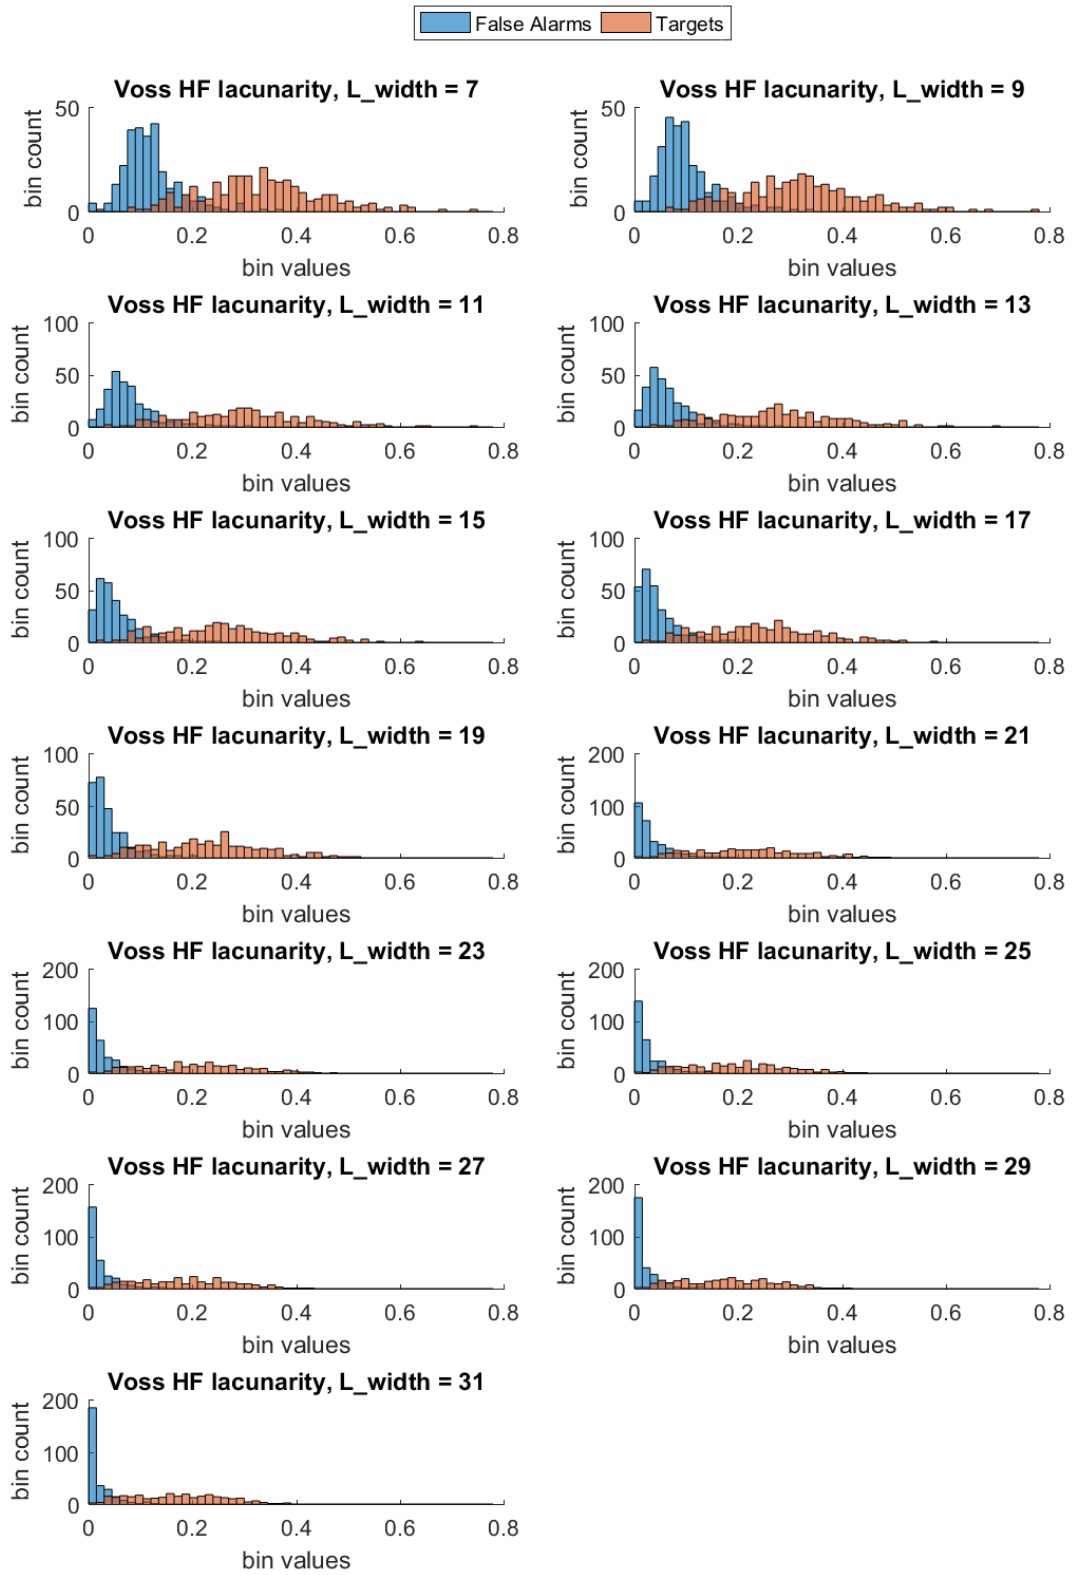 False Alarms Targets
Voss HF lacunarity, L_width = 7
50
0
bin count
0 0.2 0.4 0.6 0.8
bin values
Voss HF lacunarity, L_width = 9
50
0
bin count
0 0.2 0.4 0.6 0.8
bin values
Voss HF lacunarity, L_width = 11
100
50
0
bin count
0 0.2 0.4 0.6 0.8
bin values
Voss HF lacunarity, L_width = 13
100
50
0
bin count
0 0.2 0.4 0.6 0.8
bin values
Voss HF lacunarity, L_width = 15
100
50
0
bin count
0 0.2 0.4 0.6 0.8
bin values
Voss HF lacunarity, L_width = 17
100
50
0
bin count
0 0.2 0.4 0.6 0.8
bin values
Voss HF lacunarity, L_width = 19
100
50
0
bin count
0 0.2 0.4 0.6 0.8
bin values
Voss HF lacunarity, L_width = 21
200
100
0
bin count
0 0.2 0.4 0.6 0.8
bin values
Voss HF lacunarity, L_width = 23
200
100
0
bin count
0 0.2 0.4 0.6 0.8
bin values
Voss HF lacunarity, L_width = 25
200
100
0
bin count
0 0.2 0.4 0.6 0.8
bin values
Voss HF lacunarity, L_width = 27
200
100
0
bin count
0 0.2 0.4 0.6 0.8
bin values
Voss HF lacunarity, L_width = 29
200
100
0
bin count
0 0.2 0.4 0.6 0.8
bin values
Voss HF lacunarity, L_width = 31
200
100
0
bin count
0 0.2 0.4 0.6 0.8
bin values